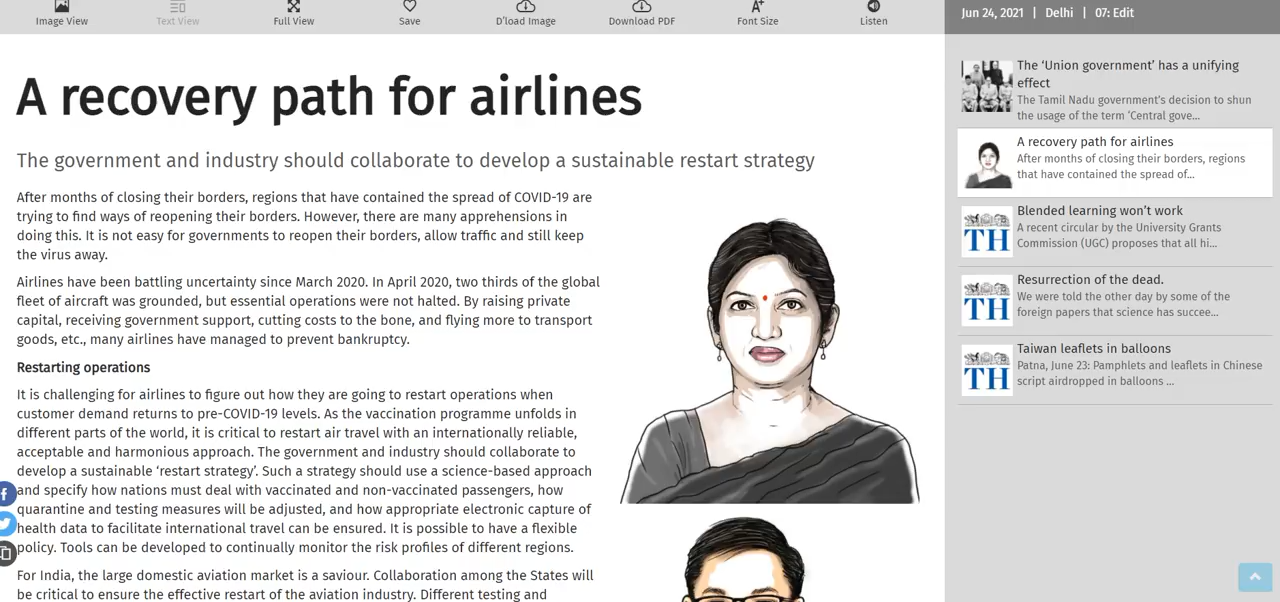 Image View
Text View
Full View
Save
D'load Image
Download PDF
Font Size
Listen
Jun 24, 2021 | Delhi | 07: Edit
A recovery path for airlines
The government and industry should collaborate to develop a sustainable restart strategy
After months of closing their borders, regions that have contained the spread of COVID-19 are
trying to find ways of reopening their borders. However, there are many apprehensions in
doing this. It is not easy for governments to reopen their borders, allow traffic and still keep
the virus away.
Airlines have been battling uncertainty since March 2020. In April 2020, two thirds of the global
fleet of aircraft was grounded, but essential operations were not halted. By raising private
capital, receiving government support, cutting costs to the bone, and flying more to transport
goods, etc., many airlines have managed to prevent bankruptcy.
Restarting operations
It is challenging for airlines to figure out how they are going to restart operations when
customer demand returns to pre-COVID-19 levels. As the vaccination programme unfolds in
different parts of the world, it is critical to restart air travel with an internationally reliable,
acceptable and harmonious approach. The government and industry should collaborate to
develop a sustainable ‘restart strategy’. Such a strategy should use a science-based approach
and specify how nations must deal with vaccinated and non-vaccinated passengers, how
quarantine and testing measures will be adjusted, and how appropriate electronic capture of
health data to facilitate international travel can be ensured. It is possible to have a flexible
policy. Tools can be developed to continually monitor the risk profiles of different regions.
For India, the large domestic aviation market is a saviour. Collaboration among the States will
be critical to ensure the effective restart of the aviation industry. Different testing and
The ‘Union government’ has a unifying
effect
The Tamil Nadu government's decision to shun
the usage of the term ‘Central gove...
A recovery path for airlines
After months of closing their borders, regions
that have contained the spread of...
TH
Blended learning won’t work
A recent circular by the University Grants
Commission (UGC) proposes that all hi...
TH
Resurrection of the dead.
We were told the other day by some of the
foreign papers that science has succee...
TH
Taiwan leaflets in balloons
Patna, June 23: Pamphlets and leaflets in Chinese
script airdropped in balloons ...